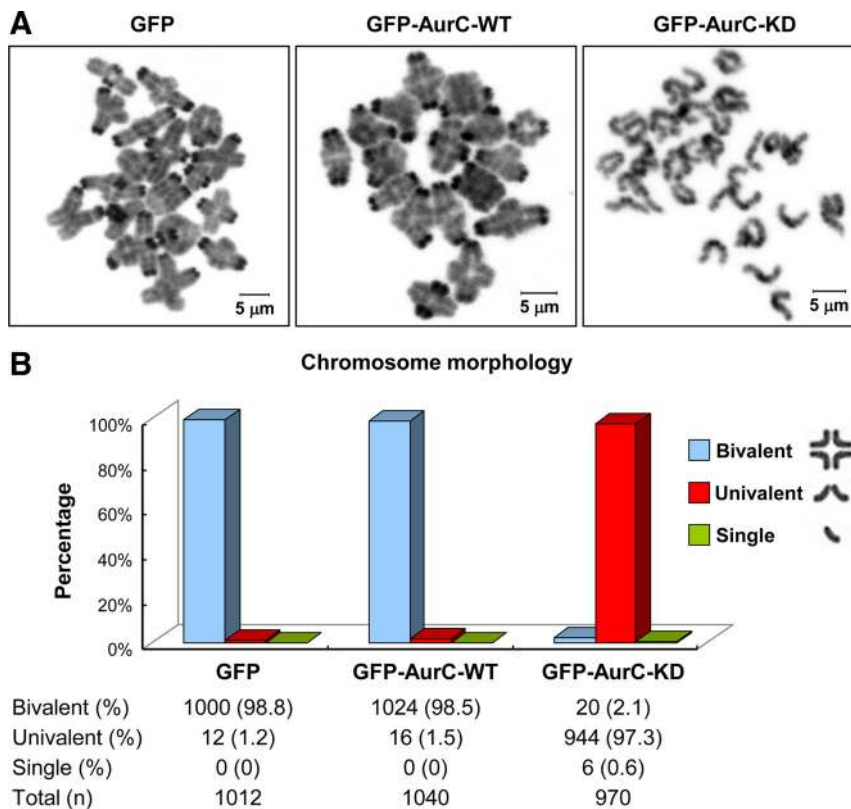 A
GFP
GFP-AurC-WT
GFP-AurC-KD
5 μm
5 μm
5 μm
B
Chromosome morphology
Percentage
100%
80%
60%
40%
20%
0%
Bivalent
Univalent
Single
GFP GFP-AurC-WT GFP-AurC-KD
Bivalent (%) 1000 (98.8) 1024 (98.5) 20 (2.1)
Univalent (%) 12 (1.2) 16 (1.5) 944 (97.3)
Single (%) 0 (0) 0 (0) 6 (0.6)
Total (n) 1012 1040 970